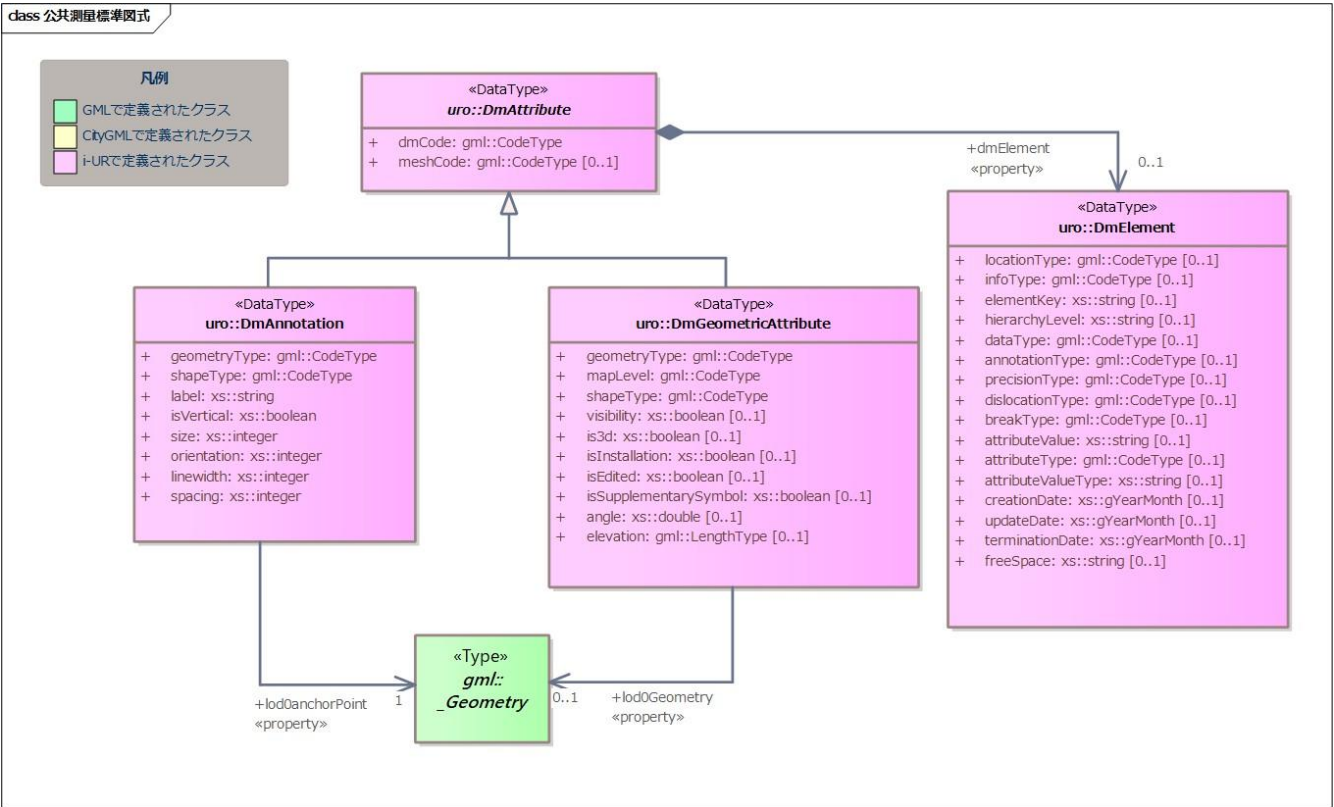 class 公共測量標準図式
凡例
GMLで定義されたクラス
CityGMLで定義されたクラス
i-URで定義されたクラス
«DataType»
uro::DmAttribute
+ dmCode: gml::CodeType
+ meshCode: gml::CodeType [0..1]
+dmElement
«property»
0..1
«DataType»
uro::DmElement
+ locationType: gml::CodeType [0..1]
+ infoType: gml::CodeType [0..1]
+ elementKey: xs::string [0..1]
+ hierarchyLevel: xs::string [0..1]
+ dataType: gml::CodeType [0..1]
+ annotationType: gml::CodeType [0..1]
+ precisionType: gml::CodeType [0..1]
+ dislocationType: gml::CodeType [0..1]
+ breakType: gml::CodeType [0..1]
+ attributeValue: xs::string [0..1]
+ attributeType: gml::CodeType [0..1]
+ attributeValueType: xs::string [0..1]
+ creationDate: xs::gYearMonth [0..1]
+ updateDate: xs::gYearMonth [0..1]
+ terminationDate: xs::gYearMonth [0..1]
+ freeSpace: xs::string [0..1]
«DataType»
uro::DmAnnotation
+ geometryType: gml::CodeType
+ shapeType: gml::CodeType
+ label: xs::string
+ isVertical: xs::boolean
+ size: xs::integer
+ orientation: xs::integer
+ linewidth: xs::integer
+ spacing: xs::integer
«DataType»
uro::DmGeometricAttribute
+ geometryType: gml::CodeType
+ mapLevel: gml::CodeType
+ shapeType: gml::CodeType
+ visibility: xs::boolean [0..1]
+ is3d: xs::boolean [0..1]
+ isInstallation: xs::boolean [0..1]
+ isEdited: xs::boolean [0..1]
+ isSupplementarySymbol: xs::boolean [0..1]
+ angle: xs::double [0..1]
+ elevation: gml::LengthType [0..1]
«Type»
gml::
_Geometry
+lod0anchorPoint
«property»
1
0..1
+lod0Geometry
«property»